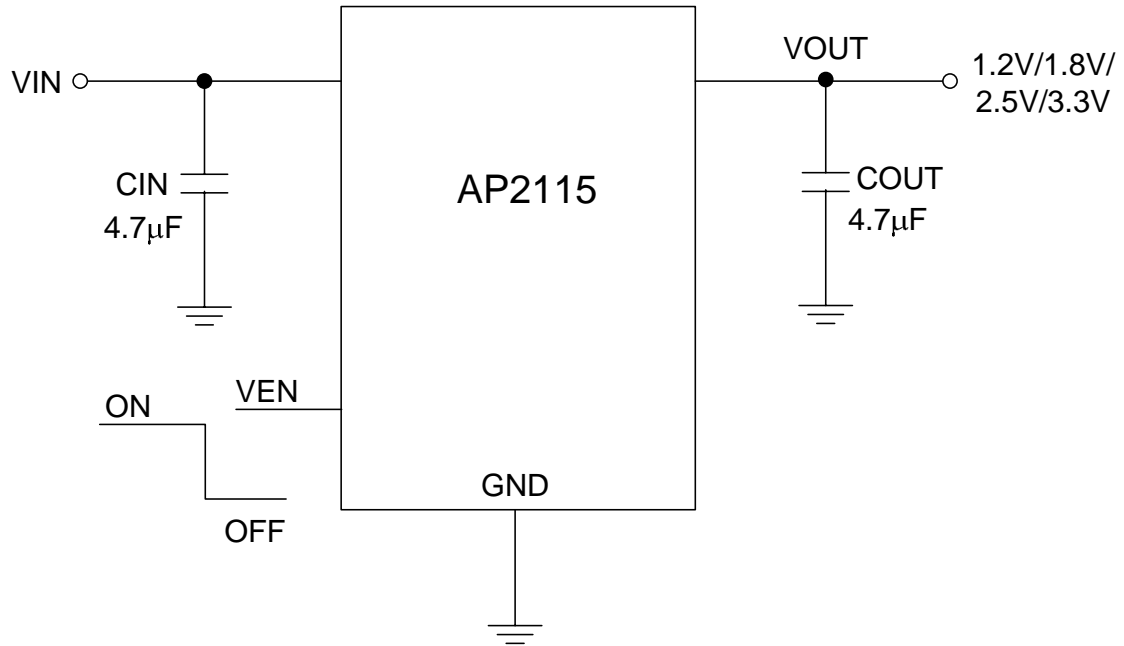 VIN
CIN
4.7μF
AP2115
VOUT
1.2V/1.8V/
2.5V/3.3V
COUT
4.7μF
VEN
ON
OFF
GND